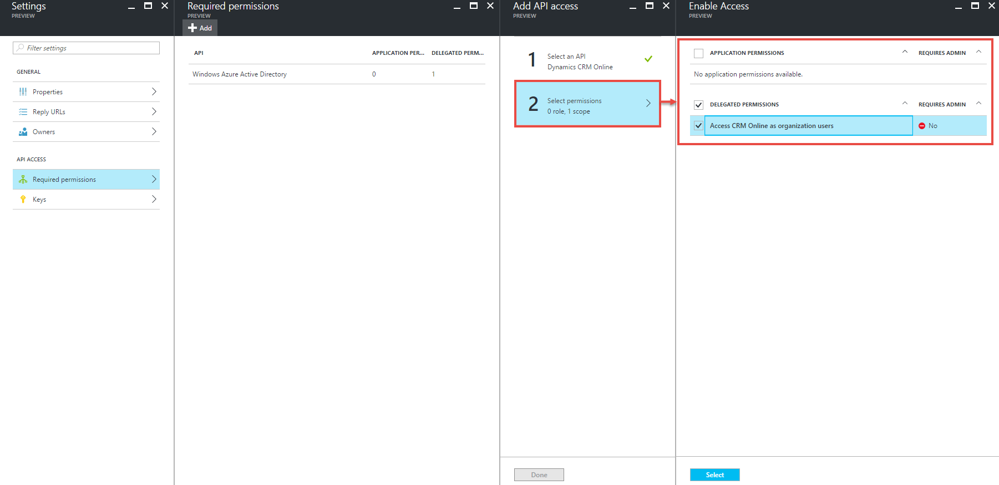 Settings
PREVIEW
Filter settings
GENERAL
Properties
Reply URLs
Owners
API ACCESS
Required permissions
Keys
Required permissions
PREVIEW
Add
API APPLICATION PER... DELEGATED PERM...
Windows Azure Active Directory 0 1
Add API access
PREVIEW
1 Select an API
Dynamics CRM Online
2 Select permissions
0 role, 1 scope
Done
Enable Access
PREVIEW
APPLICATION PERMISSIONS REQUIRES ADMIN
No application permissions available.
DELEGATED PERMISSIONS REQUIRES ADMIN
Access CRM Online as organization users No
Select